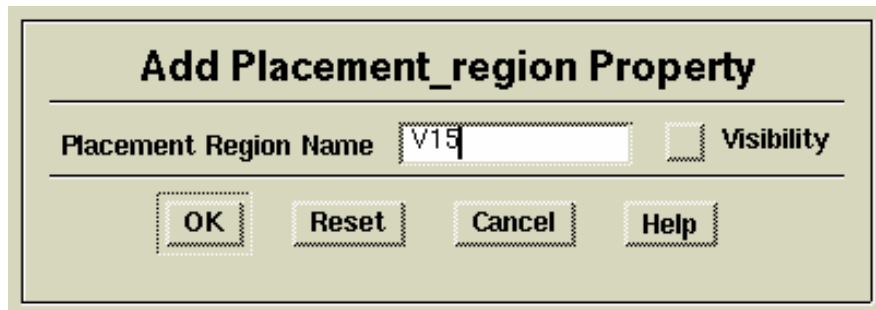 Add Placement_region Property
Placement Region Name V15 Visibility
OK Reset Cancel Help